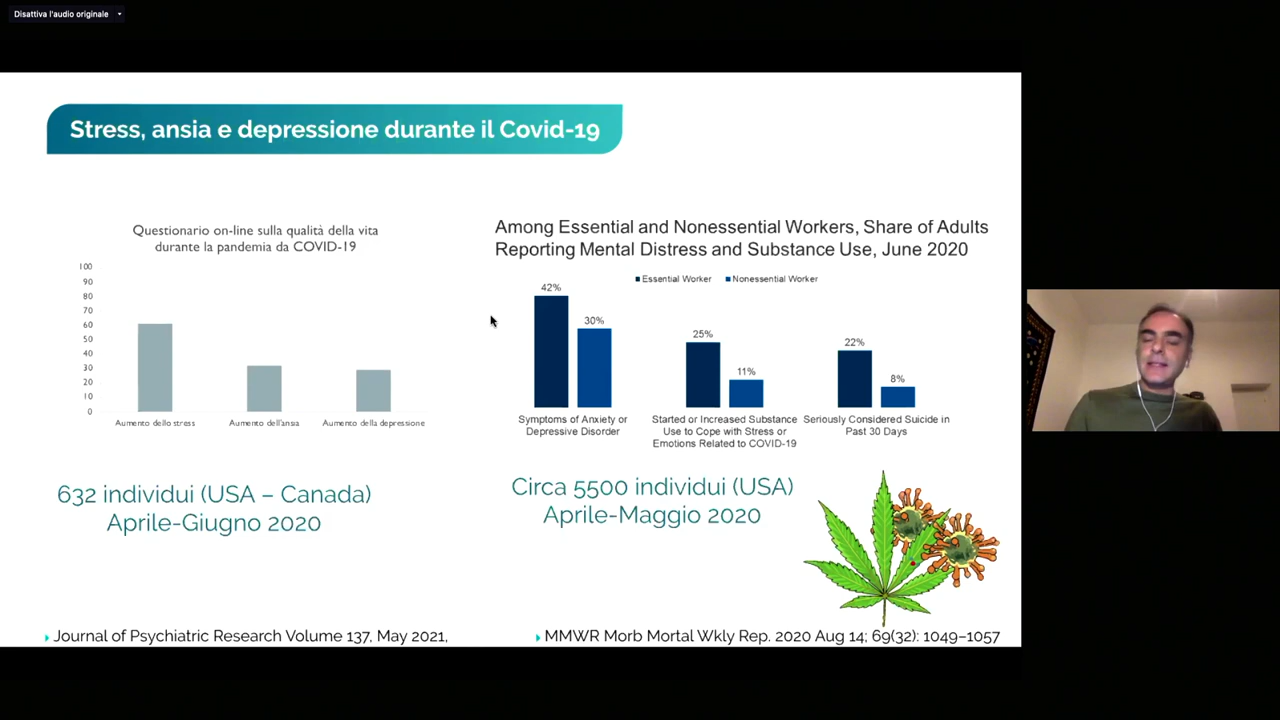 Disattiva l'audio originale
Stress, ansia e depressione durante il Covid-19
Questionario on-line sulla qualità della vita
durante la pandemia da COVID-19
100
90
80
70
60
50
40
30
20
10
0
Aumento dello stress
Aumento dell'ansia
Aumento della depressione
632 individui (USA – Canada)
Aprile-Giugno 2020
Journal of Psychiatric Research Volume 137, May 2021,
Among Essential and Nonessential Workers, Share of Adults
Reporting Mental Distress and Substance Use, June 2020
Essential Worker
Nonessential Worker
42%
30%
25%
11%
22%
8%
Symptoms of Anxiety or
Depressive Disorder
Started or Increased Substance
Use to Cope with Stress or
Emotions Related to COVID-19
Seriously Considered Suicide in
Past 30 Days
Circa 5500 individui (USA)
Aprile-Maggio 2020
MMWR Morb Mortal Wkly Rep. 2020 Aug 14; 69(32): 1049–1057